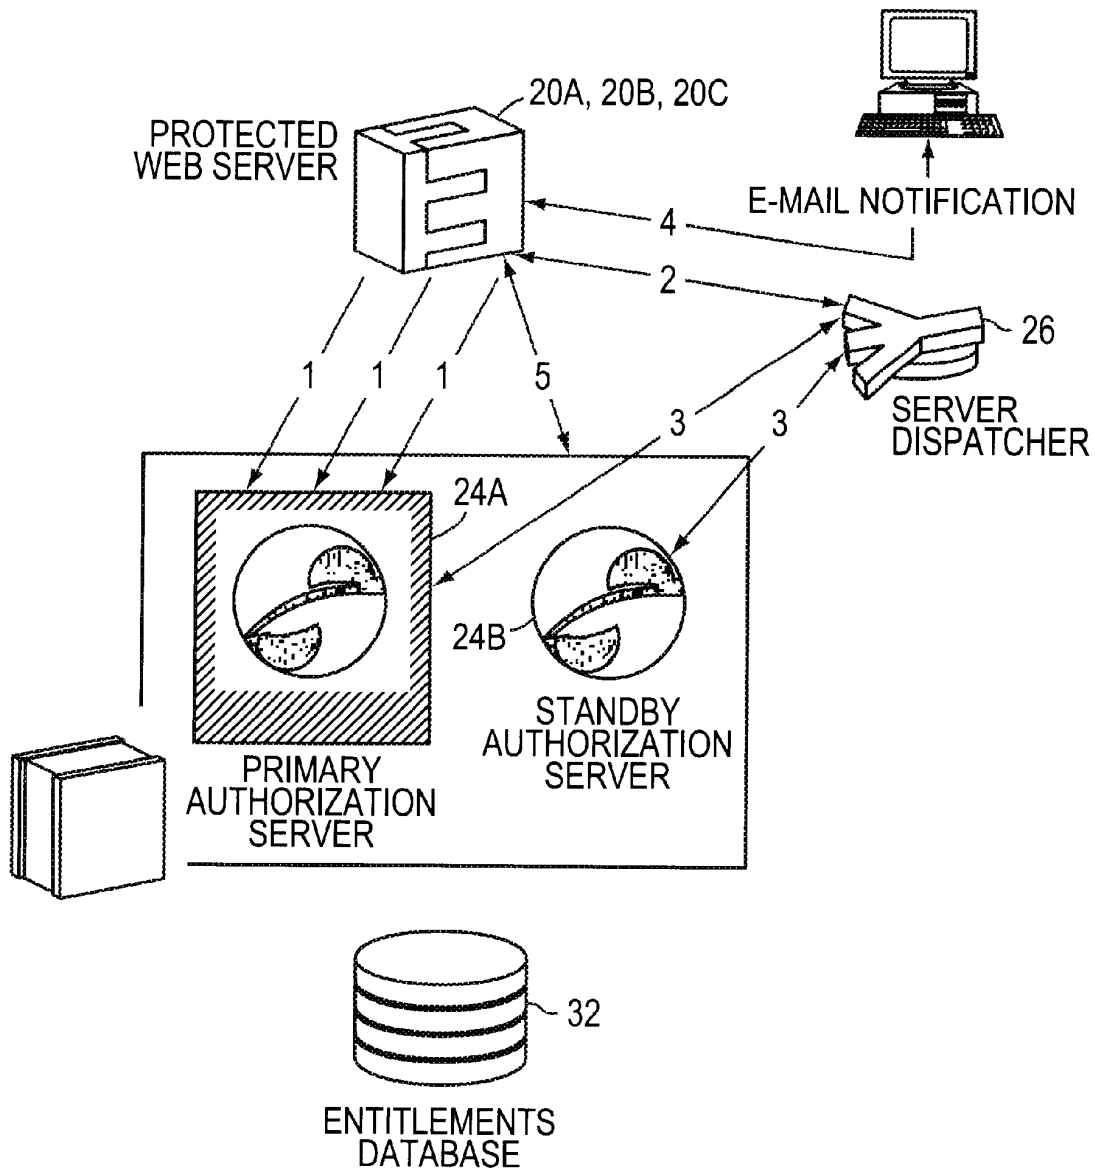 20A, 20B, 20C
PROTECTED
WEB SERVER
E-MAIL NOTIFICATION
4
2
26
1
1
1
5
3
3
SERVER
DISPATCHER
24A
24B
STANDBY
AUTHORIZATION
SERVER
PRIMARY
AUTHORIZATION
SERVER
32
ENTITLEMENTS
DATABASE